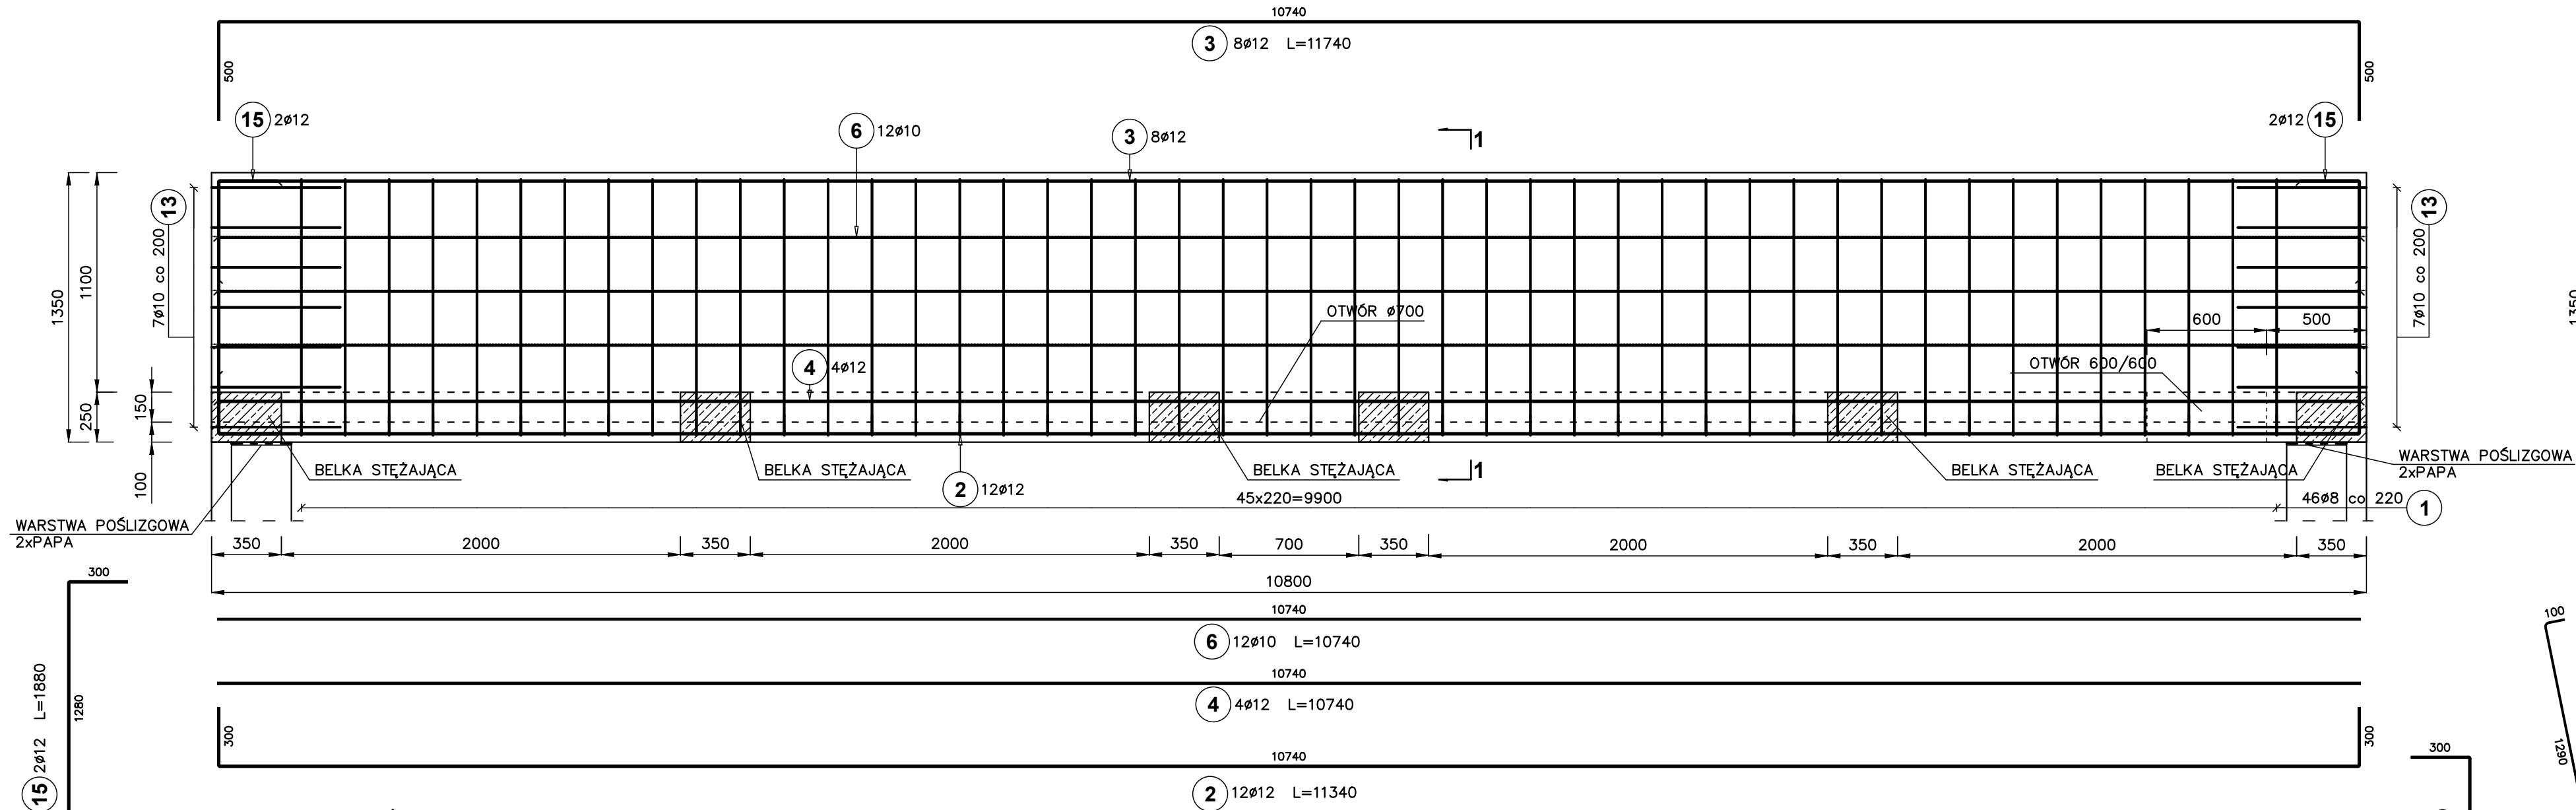 10740
3 8ø12 L=11740
500
500
15 2ø12
6 12ø10
3 8ø12
1
2ø12 15
13
7ø10 co 200
13
7ø10 co 200
1350
1100
250
150
100
1350
OTWÓR ø700
600
500
OTWÓR 600/600
4 4ø12
BELKA STĘŻAJĄCA
BELKA STĘŻAJĄCA
BELKA STĘŻAJĄCA
1
BELKA STĘŻAJĄCA
BELKA STĘŻAJĄCA
WARSTWA POŚLIZGOWA
2xPAPA
2 12ø12
45x220=9900
46ø8 co 220 1
WARSTWA POŚLIZGOWA
2xPAPA
350
2000
350
2000
350
700
350
2000
350
2000
350
10800
300
10740
6 12ø10 L=10740
100
10740
4 4ø12 L=10740
15 2ø12 L=1880
1280
300
300
10740
300
1290
2 12ø12 L=11340